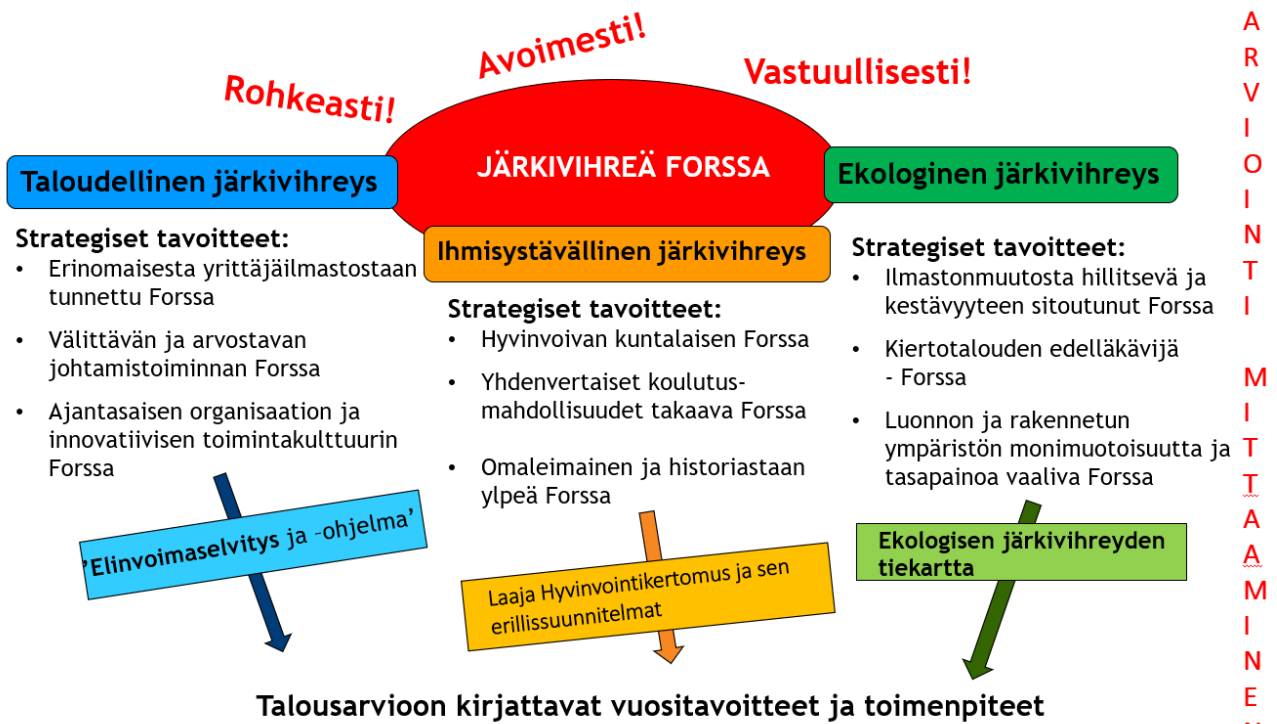 Rohkeasti!
Avoimesti!
Vastuullisesti!
JÄRKIVIHREÄ FORSSA
Taloudellinen järkivihreys
Strategiset tavoitteet:
• Erinomaisesta yrittäjäilmastostaan
tunnettu Forssa
• Välittävän ja arvostavan
johtamistoiminnan Forssa
• Ajantasaisen organisaation ja
innovatiivisen toimintakulttuurin
Forssa
’Elinvoimaselvitys ja –ohjelma’
Ihmisystävällinen järkivihreys
Strategiset tavoitteet:
• Hyvinvoivan kuntalaisen Forssa
• Yhdenvertaiset koulutus-
mahdollisuudet takaava Forssa
• Omaleimainen ja historiastaan
ylpeä Forssa
Laaja Hyvinvointikertomus ja sen
erillissuunnitelmat
Ekologinen järkivihreys
Strategiset tavoitteet:
• Ilmastonmuutosta hillitsevä ja
kestävyyteen sitoutunut Forssa
• Kiertotalouden edelläkävijä
- Forssa
• Luonnon ja rakennetun
ympäristön monimuotoisuutta ja
tasapainoa vaaliva Forssa
Ekologisen järkivihreyden
tiekartta
Talousarvioon kirjattavat vuositavoitteet ja toimenpiteet
ARVIOINTI MITTAAMINEN